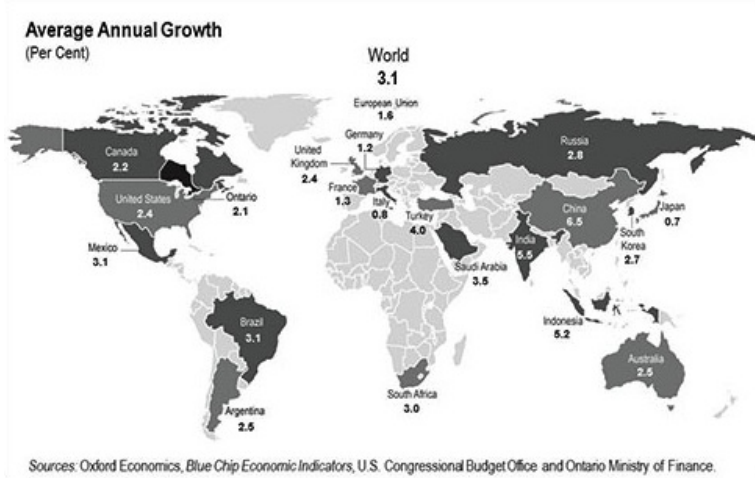 Average Annual Growth
(Per Cent)
World
3.1
European Union
1.6
Germany
1.2
United
Kingdom
2.4
France
1.3
Italy
0.8
Turkey
4.0
Russia
2.8
Canada
2.2
United States
2.4
Ontario
2.1
Mexico
3.1
China
6.5
Japan
0.7
South
Korea
2.7
India
5.5
Saudi Arabia
3.5
Indonesia
5.2
Brazil
3.1
Argentina
2.5
South Africa
3.0
Australia
2.5
Sources: Oxford Economics, Blue Chip Economic Indicators, U.S. Congressional Budget Office and Ontario Ministry of Finance.